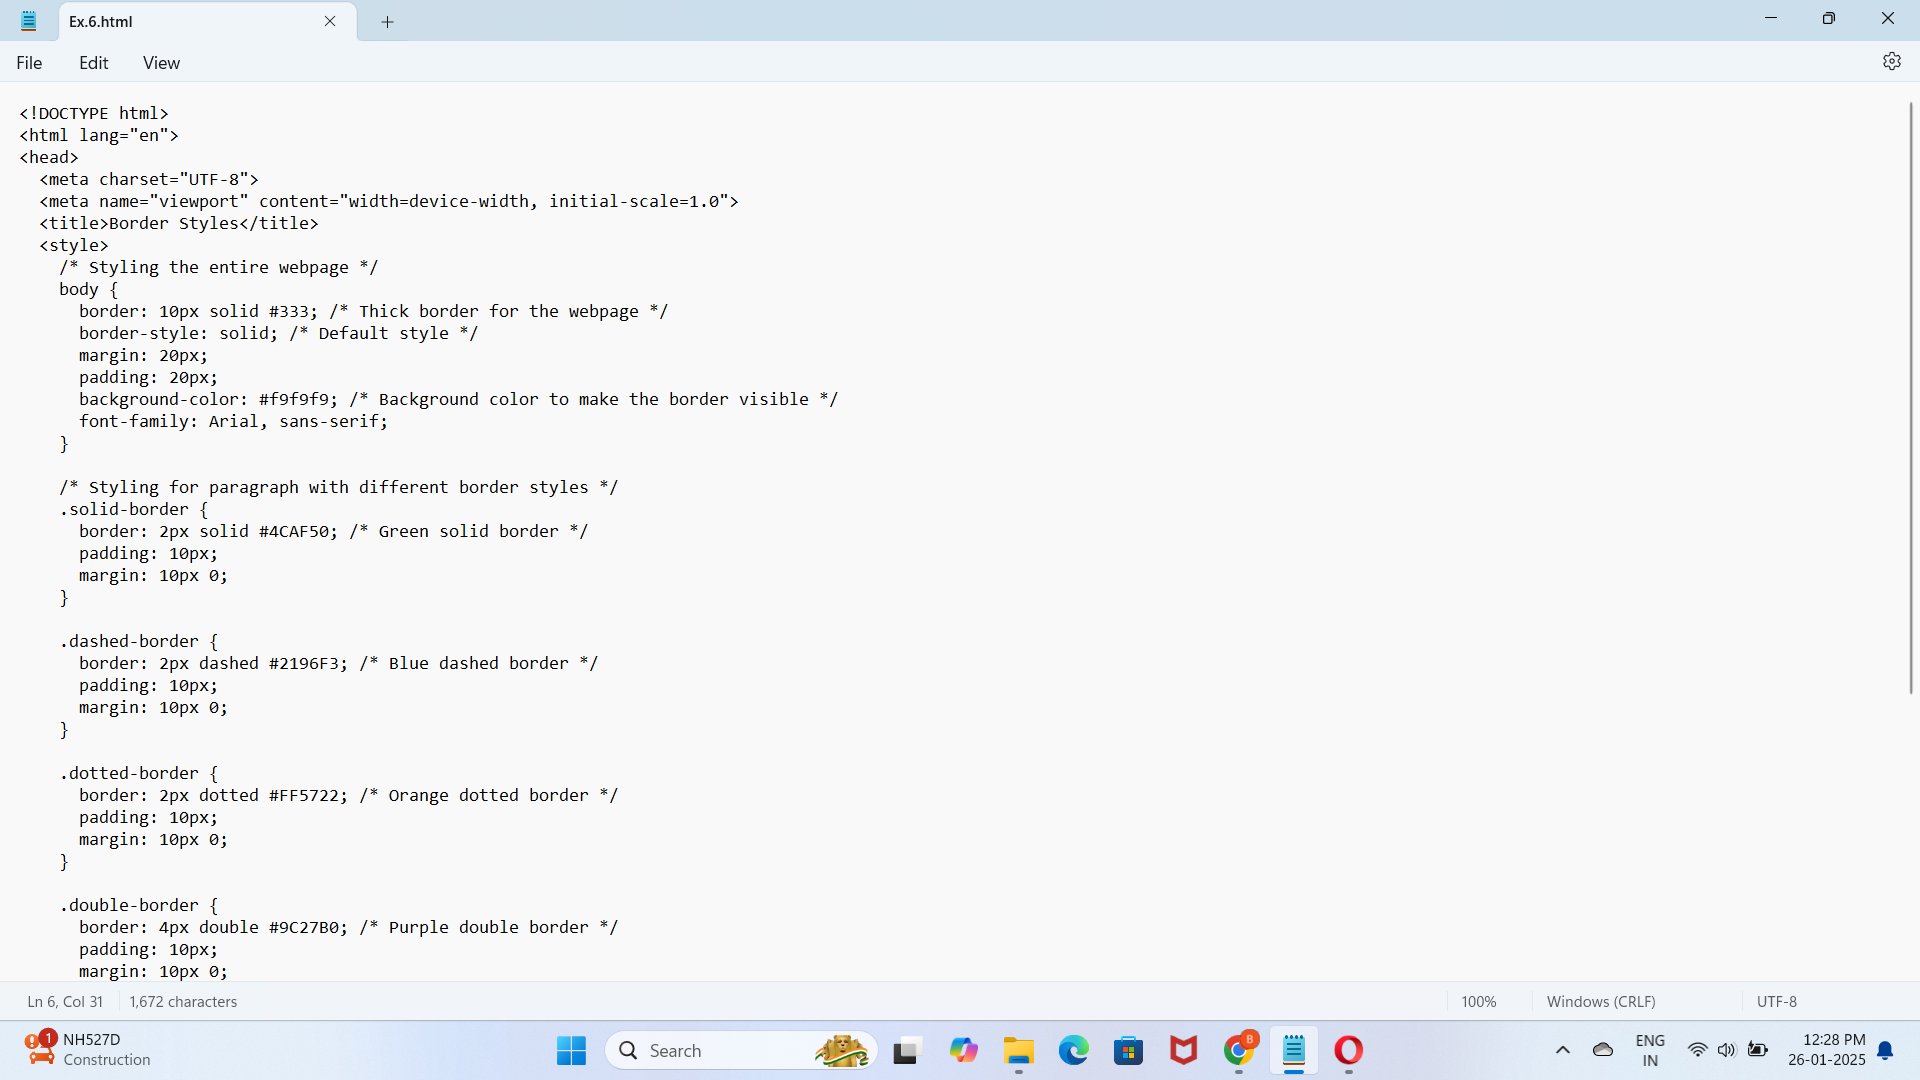 Ex.6.html
File Edit View
<!DOCTYPE html>
<html lang="en">
<head>
  <meta charset="UTF-8">
  <meta name="viewport" content="width=device-width, initial-scale=1.0">
  <title>Border Styles</title>
  <style>
    /* Styling the entire webpage */
    body {
      border: 10px solid #333; /* Thick border for the webpage */
      border-style: solid; /* Default style */
      margin: 20px;
      padding: 20px;
      background-color: #f9f9f9; /* Background color to make the border visible */
      font-family: Arial, sans-serif;
    }

    /* Styling for paragraph with different border styles */
    .solid-border {
      border: 2px solid #4CAF50; /* Green solid border */
      padding: 10px;
      margin: 10px 0;
    }

    .dashed-border {
      border: 2px dashed #2196F3; /* Blue dashed border */
      padding: 10px;
      margin: 10px 0;
    }

    .dotted-border {
      border: 2px dotted #FF5722; /* Orange dotted border */
      padding: 10px;
      margin: 10px 0;
    }

    .double-border {
      border: 4px double #9C27B0; /* Purple double border */
      padding: 10px;
      margin: 10px 0;
Ln 6, Col 31 1,672 characters 100% Windows (CRLF) UTF-8
1 NH527D
Construction
Search
B
ENG
IN
12:28 PM
26-01-2025